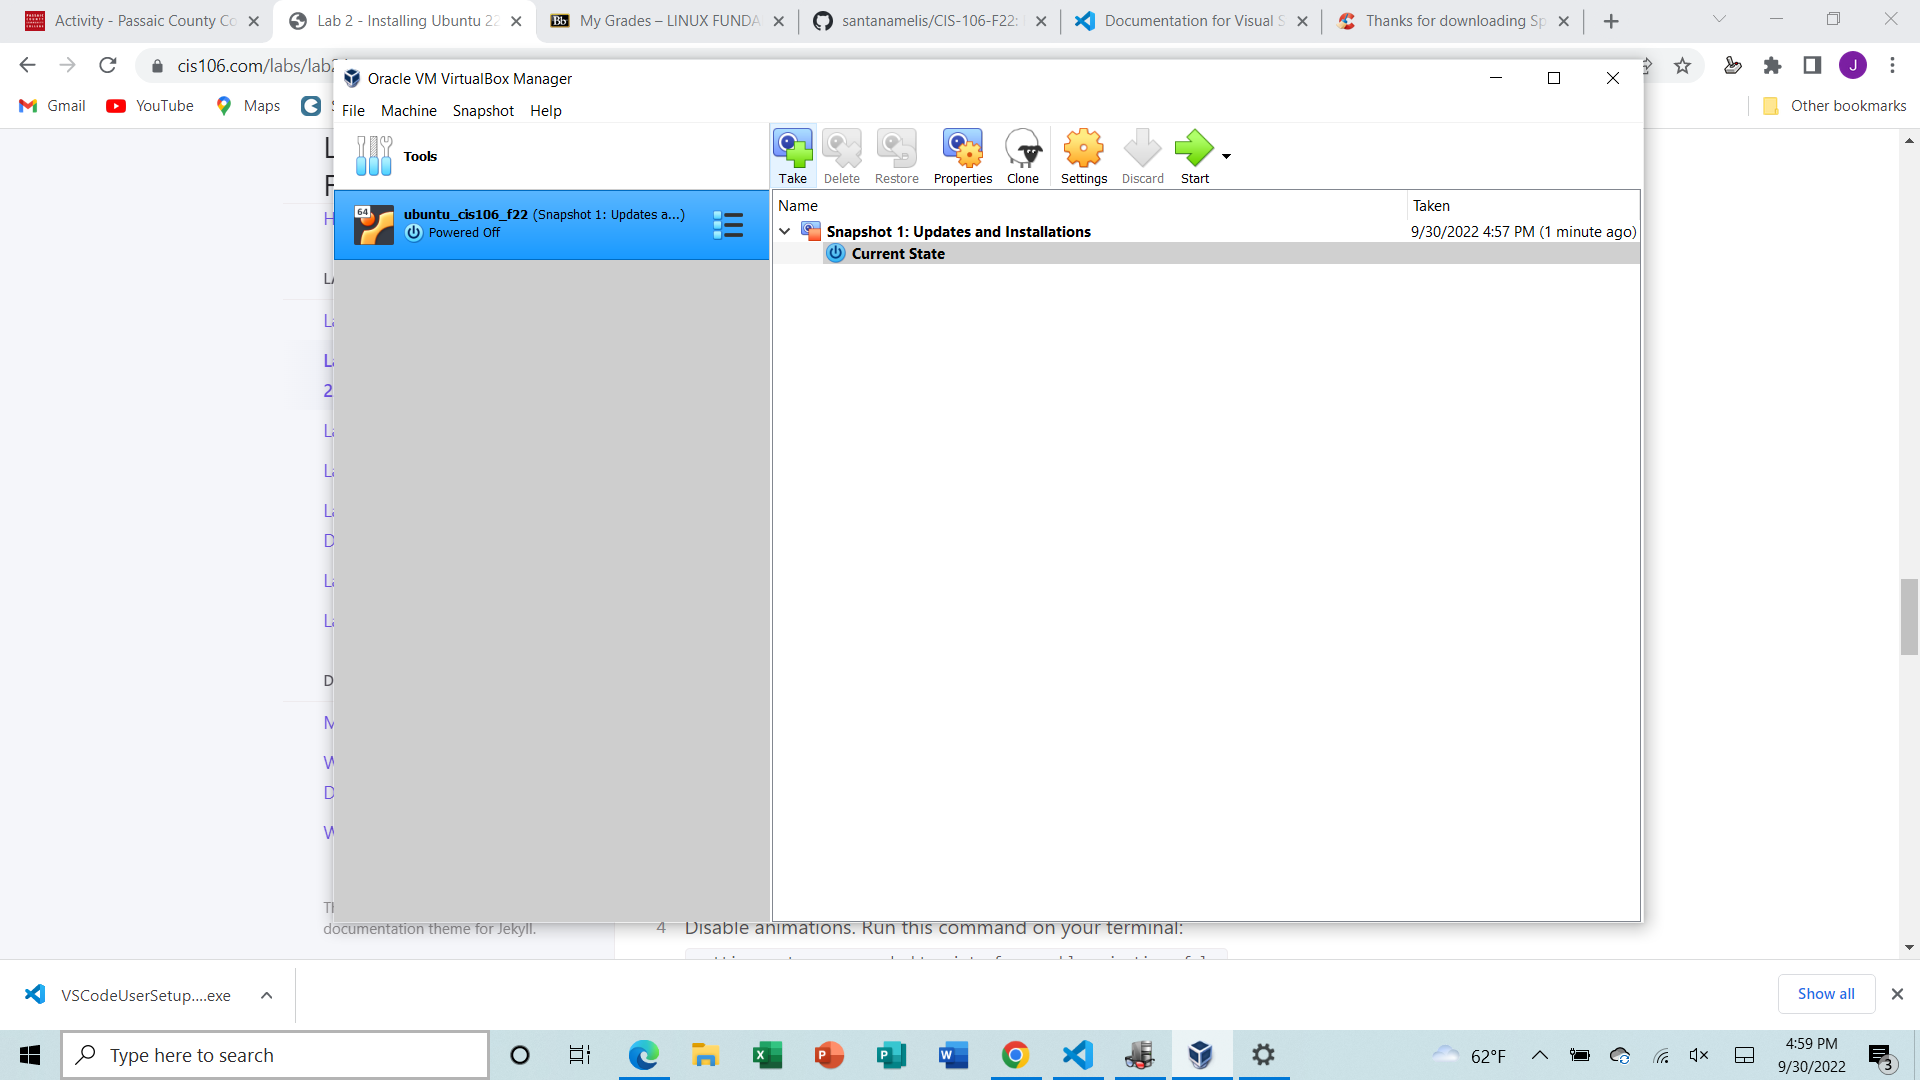 Activity - Passaic County Co
Lab 2 - Installing Ubuntu 22
Bb
My Grades – LINUX FUNDA
santanamelis/CIS-106-F22:
Documentation for Visual S
Thanks for downloading Sp
cis106.com/labs/lab2
J
Gmail
YouTube
Maps
Other bookmarks
Oracle VM VirtualBox Manager
File
Machine
Snapshot
Help
Tools
Take
Delete
Restore
Properties
Clone
Settings
Discard
Start
64
ubuntu_cis106_f22 (Snapshot 1: Updates a...)
Powered Off
Name
Taken
Snapshot 1: Updates and Installations
9/30/2022 4:57 PM (1 minute ago)
Current State
documentation theme for Jekyll.
4
Disable animations. Run this command on your terminal:
VSCodeUserSetup....exe
Show all
Type here to search
62°F
4:59 PM
9/30/2022
3